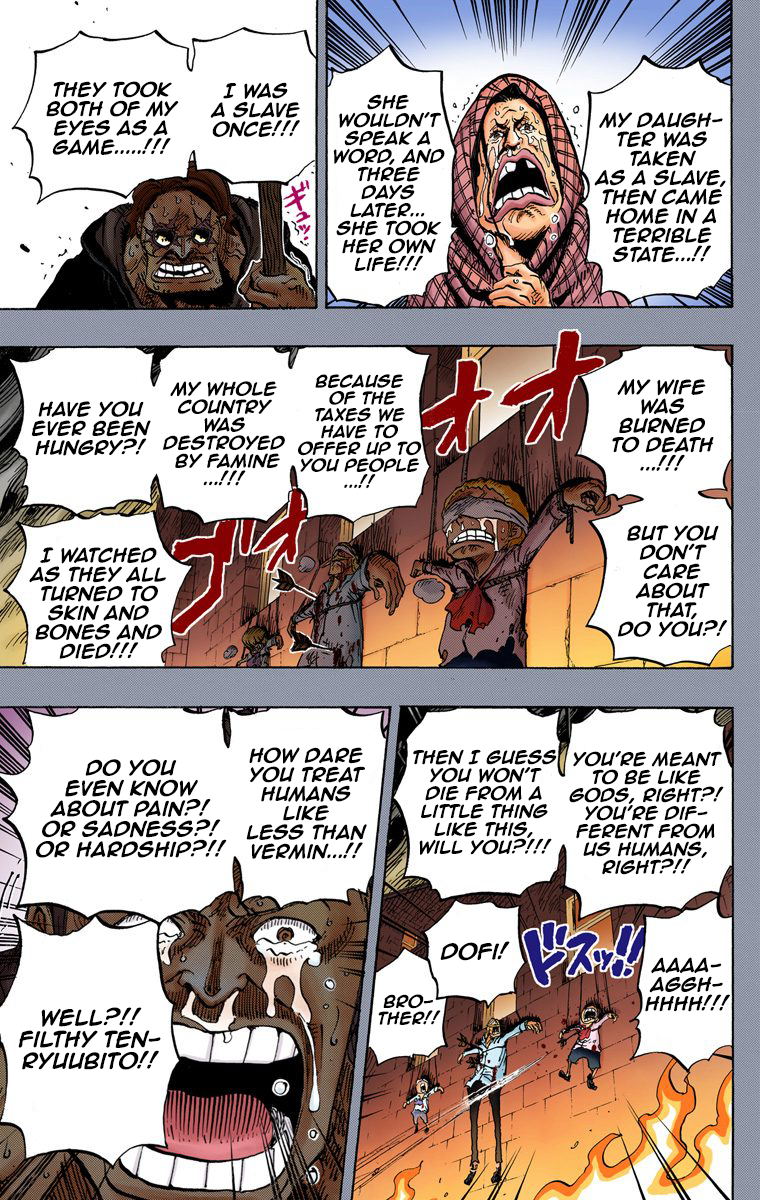 MY DAUGH-
TER WAS
TAKEN
AS A SLAVE,
THEN CAME
HOME IN A
TERRIBLE
STATE....!!
SHE
WOULDN'T
SPEAK A
WORD, AND
THREE
DAYS
LATER...
SHE TOOK
HER OWN
LIFE!!!
I WAS
A SLAVE
ONCE!!!
THEY TOOK
BOTH OF MY
EYES AS A
GAME.....!!!
ギュッ!
MY WIFE
WAS
BURNED
TO DEATH
...!!!
BUT YOU
DON'T
CARE
ABOUT
THAT,
DO YOU?!
オオオ
BECAUSE
OF THE
TAXES WE
HAVE TO
OFFER UP TO
YOU PEOPLE
...!!
MY WHOLE
COUNTRY
WAS
DESTROYED
BY FAMINE
....!!!
HAVE YOU
EVER BEEN
HUNGRY?!
I WATCHED
AS THEY ALL
TURNED TO
SKIN AND
BONES AND
DIED!!!
YOU'RE MEANT
TO BE LIKE
GODS, RIGHT?!
YOU'RE DIF-
FERENT FROM
US HUMANS,
RIGHT?!!
THEN I GUESS
YOU WON'T
DIE FROM A
LITTLE THING
LIKE THIS,
WILL YOU?!!!
AAAA-
AGGH-
HHHH!!!
ドスッ!!
DOFI!
BRO-
THER!!
HOW DARE
YOU TREAT
HUMANS
LIKE
LESS THAN
VERMIN...!!
DO YOU
EVEN KNOW
ABOUT PAIN?!
OR SADNESS?!
OR HARDSHIP?!!
WELL?!!
FILTHY TEN-
RYUUBITO!!